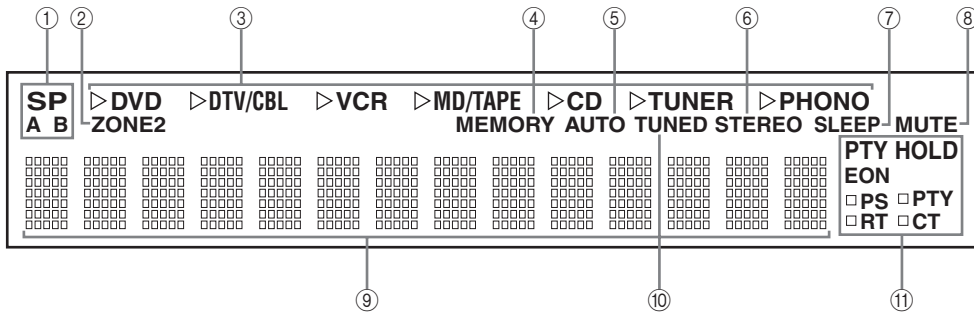 ① ② ③ ④ ⑤ ⑥ ⑦ ⑧
SP ▷DVD ▷DTV/CBL ▷VCR ▷MD/TAPE ▷CD ▷TUNER ▷PHONO
A B ZONE2 MEMORY AUTO TUNED STEREO SLEEP MUTE
PTY HOLD
EON
□PS □PTY
□RT □CT
⑨ ⑩ ⑪